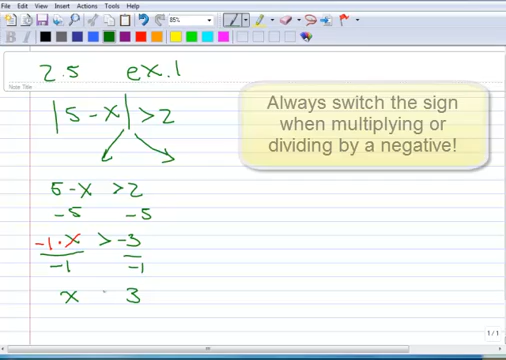 File Edit View Insert Actions Tools Help
85%
2.5 ex.1
Note Title
|5 - x| > 2
Always switch the sign
when multiplying or
dividing by a negative!
5 - x > 2
-5 -5
-1 · x > -3
-1 -1
x 3
1 / 1